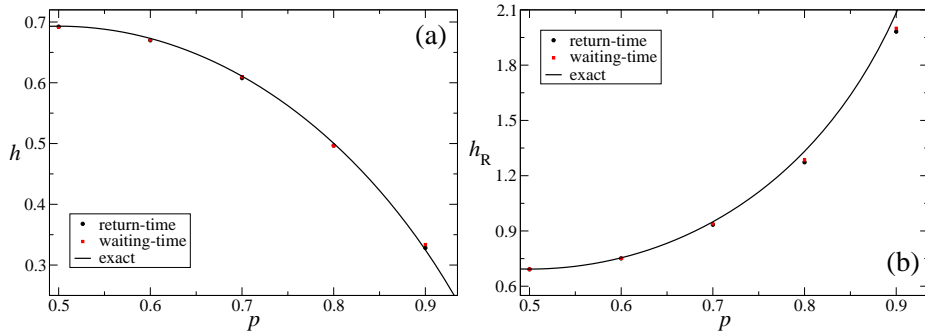 0.7
0.6
0.5
0.4
0.3
h
(a)
return-time
waiting-time
exact
0.5 0.6 0.7 0.8 0.9
p
2.1
1.8
1.5
1.2
0.9
0.6
h_R
return-time
waiting-time
exact
(b)
0.5 0.6 0.7 0.8 0.9
p